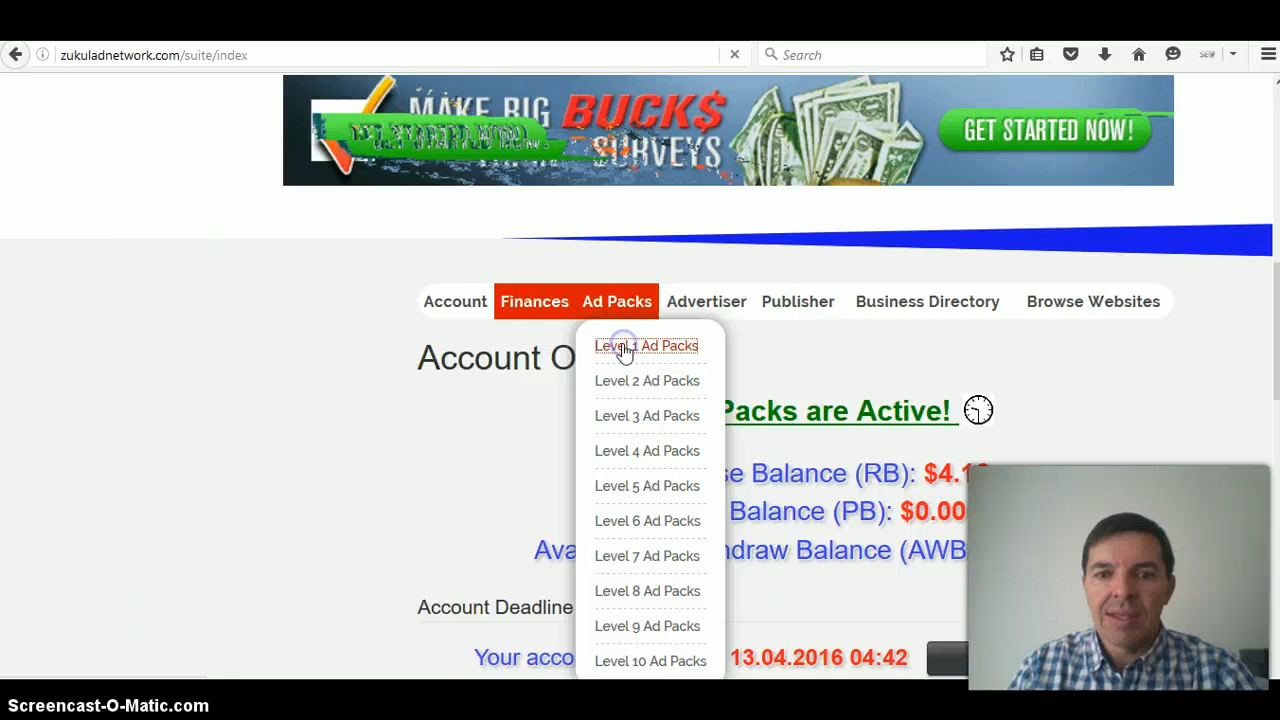 zukuladnetwork.com/suite/index
Search
MAKE BIG BUCK$
SURVEYS
GET STARTED NOW!
Account Finances Ad Packs Advertiser Publisher Business Directory Browse Websites
Level 1 Ad Packs
Account O
Level 2 Ad Packs
Packs are Active!
Level 3 Ad Packs
Level 4 Ad Packs
se Balance (RB): $4.1
Level 5 Ad Packs
Balance (PB): $0.00
Level 6 Ad Packs
Ava
draw Balance (AWB
Level 7 Ad Packs
Level 8 Ad Packs
Account Deadline
Level 9 Ad Packs
Your acco
13.04.2016 04:42
Level 10 Ad Packs
Screencast-O-Matic.com